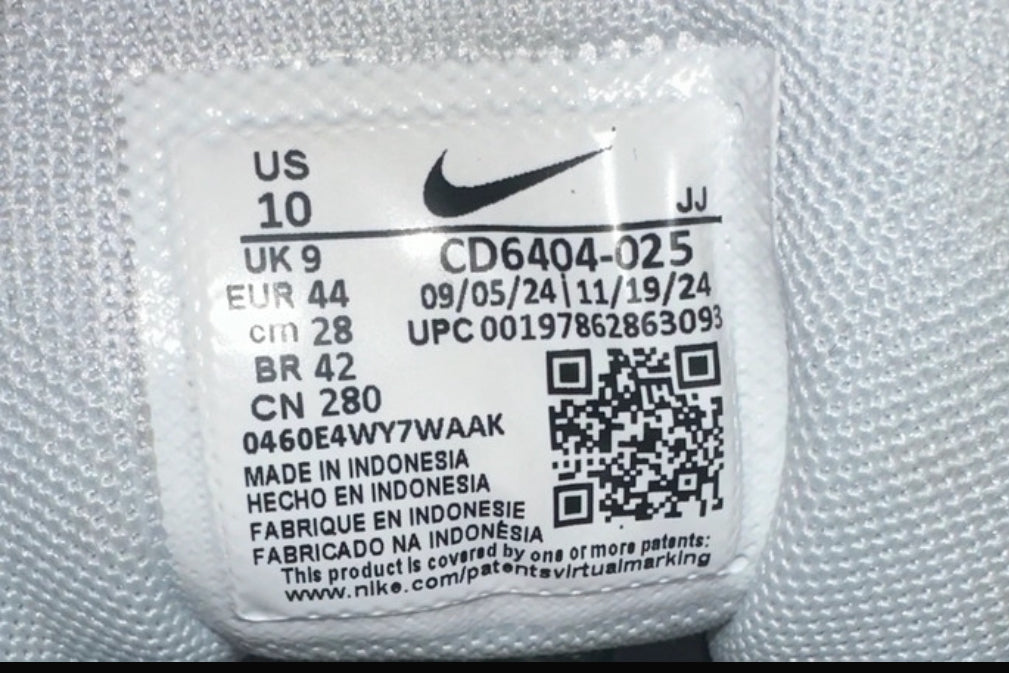 US
10
JJ
UK 9
CD6404-025
EUR 44
09/05/24\11/19/24
cm 28
UPC 00197862863093
BR 42
CN 280
0460E4WY7WAAK
MADE IN INDONESIA
HECHO EN INDONESIA
FABRIQUE EN INDONESIE
FABRICADO NA INDONÉSIA
This product is covered by one or more patents:
www.nike.com/patentsvirtualmarking